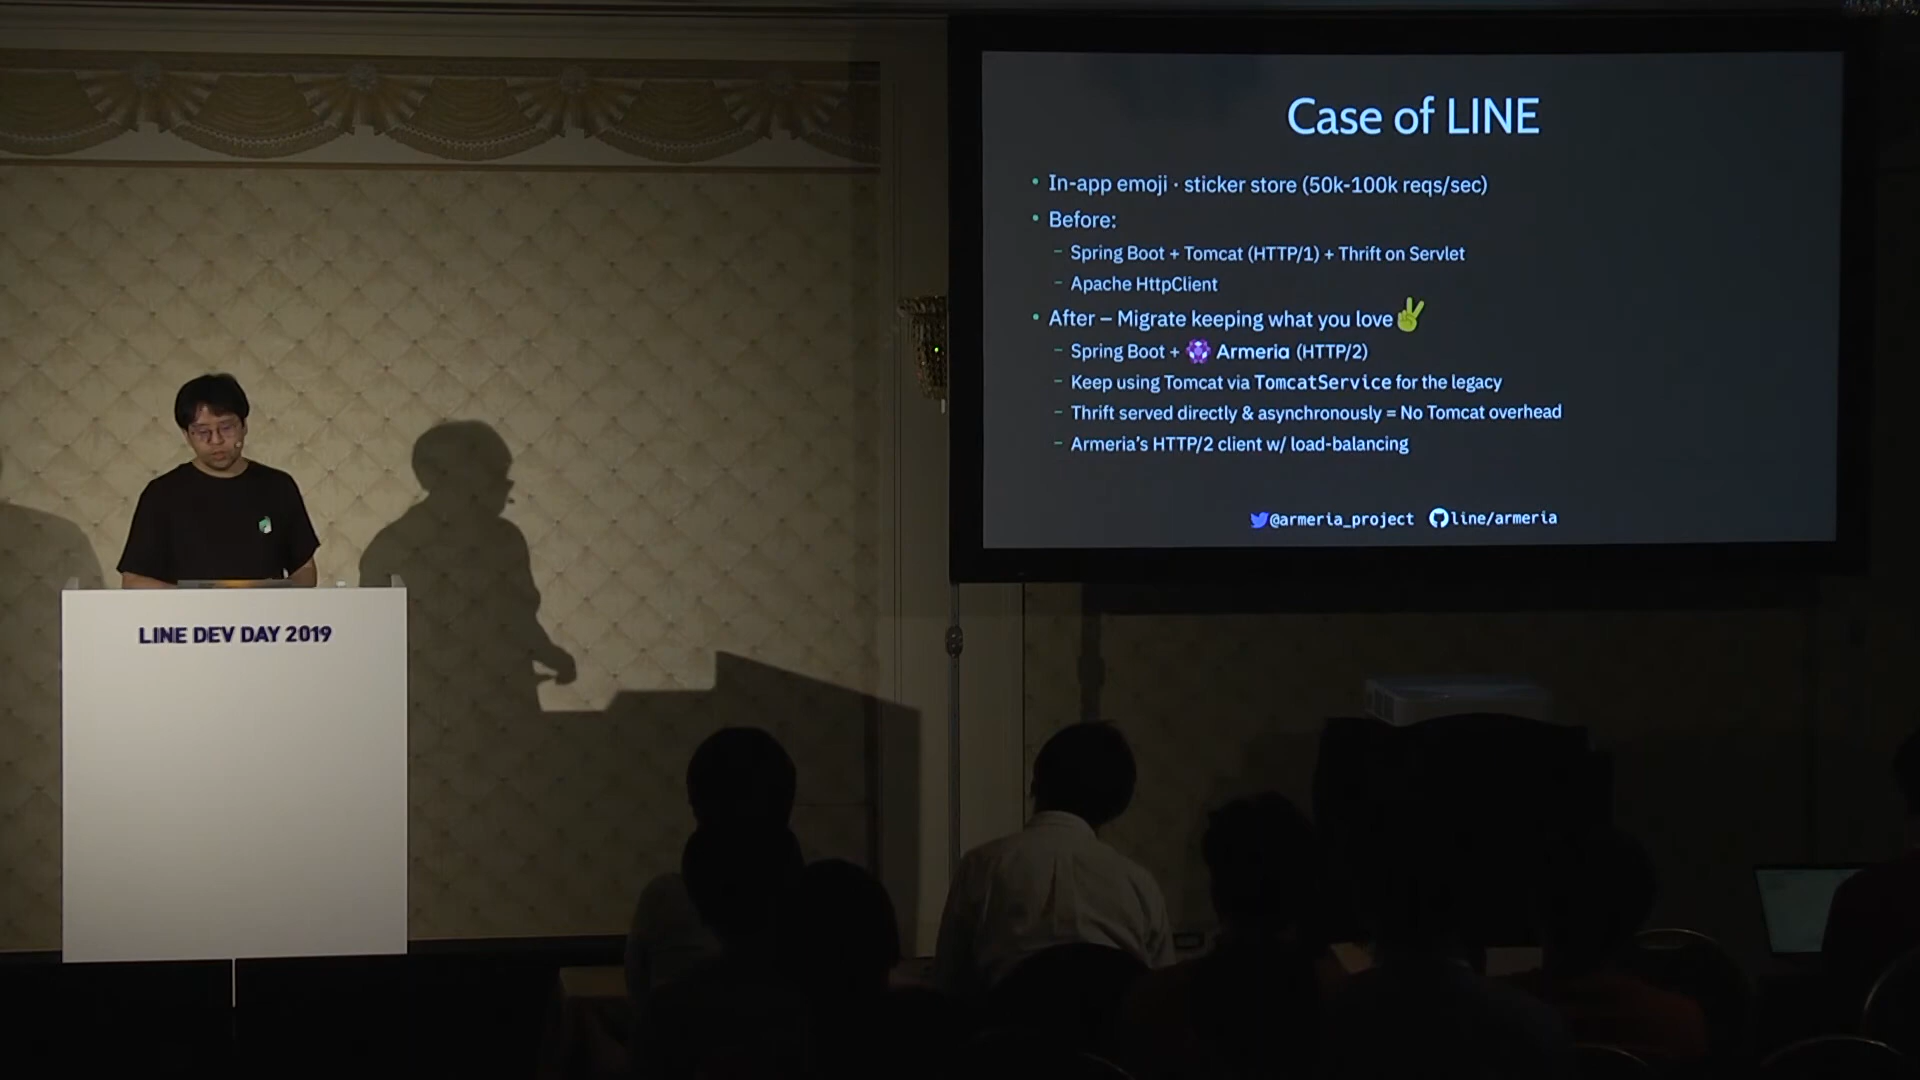 Case of LINE
• In-app emoji · sticker store (50k-100k reqs/sec)
• Before:
– Spring Boot + Tomcat (HTTP/1) + Thrift on Servlet
– Apache HttpClient
• After – Migrate keeping what you love✌
– Spring Boot + Armeria (HTTP/2)
– Keep using Tomcat via TomcatService for the legacy
– Thrift served directly & asynchronously = No Tomcat overhead
– Armeria's HTTP/2 client w/ load-balancing
@armeria_project line/armeria
LINE DEV DAY 2019